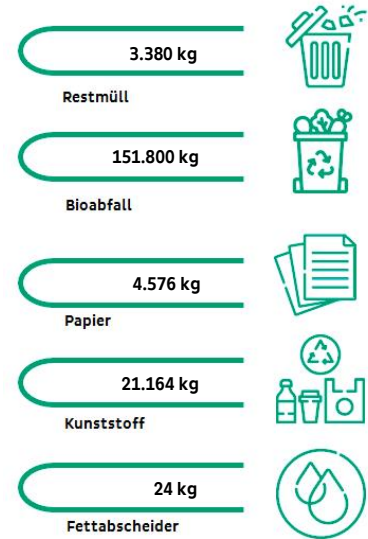 3.380 kg
Restmüll
151.800 kg
Bioabfall
4.576 kg
Papier
21.164 kg
Kunststoff
24 kg
Fettabscheider